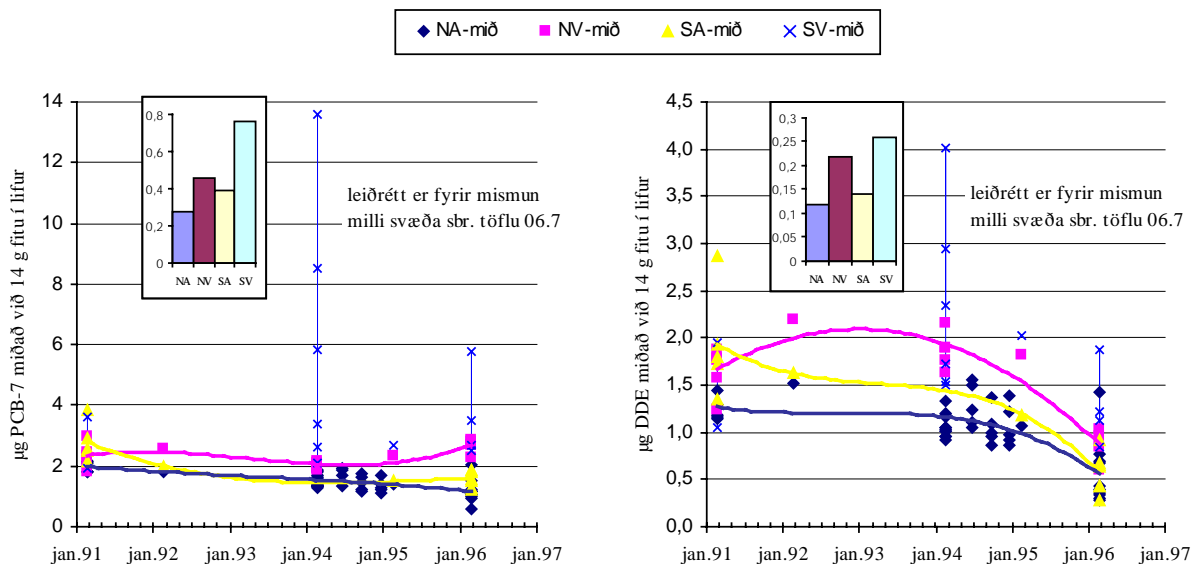 NA-mið NV-mið SA-mið SV-mið
µg PCB-7 miðað við 14 g fitu í lifur
14
12
10
8
6
4
2
0
jan.91 jan.92 jan.93 jan.94 jan.95 jan.96 jan.97
0,8
0,6
0,4
0,2
0
NA NV SA SV
leiðrétt er fyrir mismun
milli svæða sbr. töflu 06.7
µg DDE miðað við 14 g fitu í lifur
4,5
4,0
3,5
3,0
2,5
2,0
1,5
1,0
0,5
0,0
jan.91 jan.92 jan.93 jan.94 jan.95 jan.96 jan.97
0,3
0,25
0,2
0,15
0,1
0,05
0
NA NV SA SV
leiðrétt er fyrir mismun
milli svæða sbr. töflu 06.7